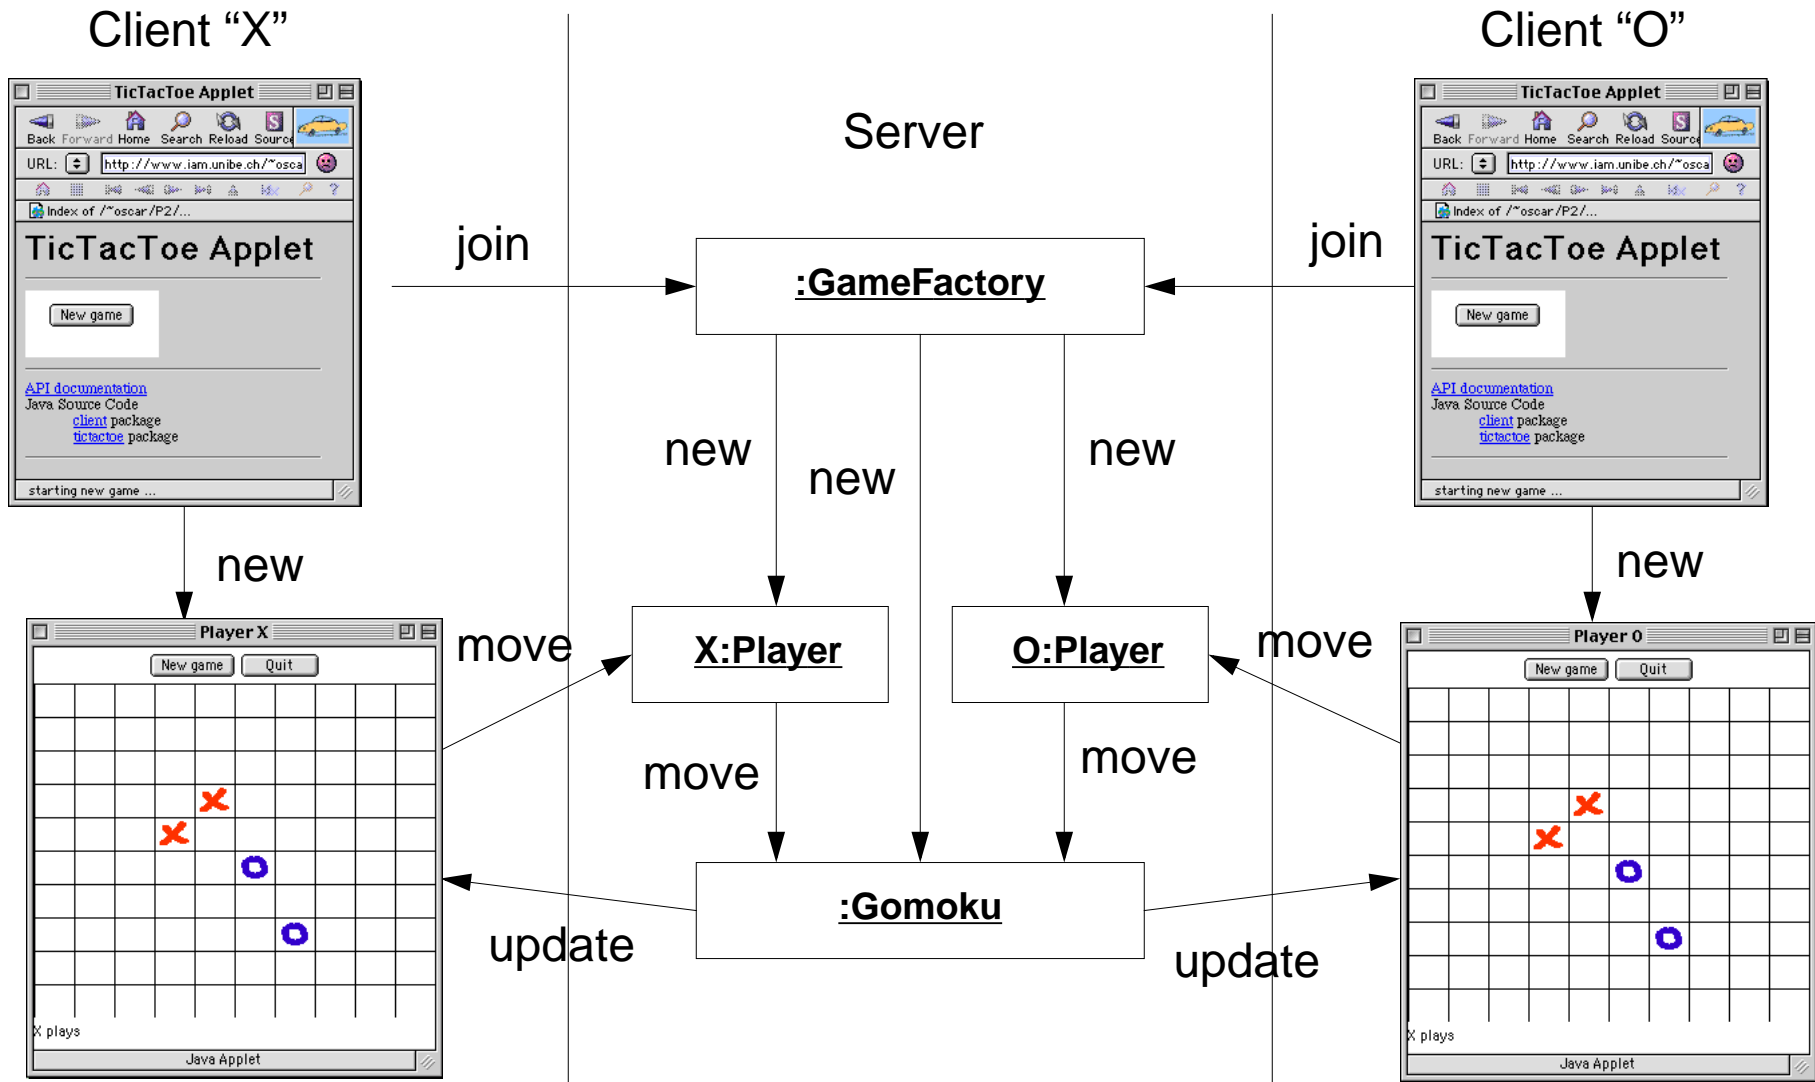 Client “X”
Server
Client “O”
TicTacToe Applet
Back Forward Home Search Reload Source
URL: http://www.iam.unibe.ch/~osca
?
Index of /~oscar/P2/...
TicTacToe Applet
New game
API documentation
Java Source Code
client package
tictactoe package
starting new game ...
TicTacToe Applet
Back Forward Home Search Reload Source
URL: http://www.iam.unibe.ch/~osca
?
Index of /~oscar/P2/...
TicTacToe Applet
New game
API documentation
Java Source Code
client package
tictactoe package
starting new game ...
join
:GameFactory
join
new
new
new
new
new
Player X
New game Quit
X plays
Java Applet
move
X:Player
O:Player
move
Player O
New game Quit
X plays
Java Applet
move
move
:Gomoku
update
update